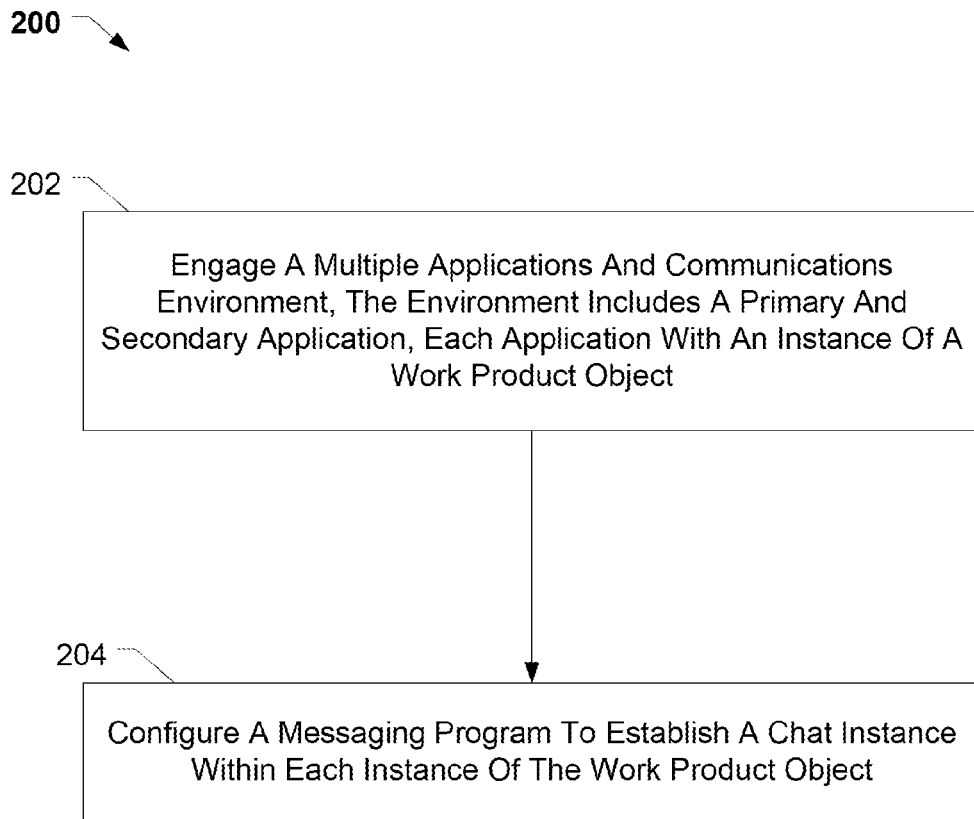 200
202
Engage A Multiple Applications And Communications
Environment, The Environment Includes A Primary And
Secondary Application, Each Application With An Instance Of A
Work Product Object
204
Configure A Messaging Program To Establish A Chat Instance
Within Each Instance Of The Work Product Object